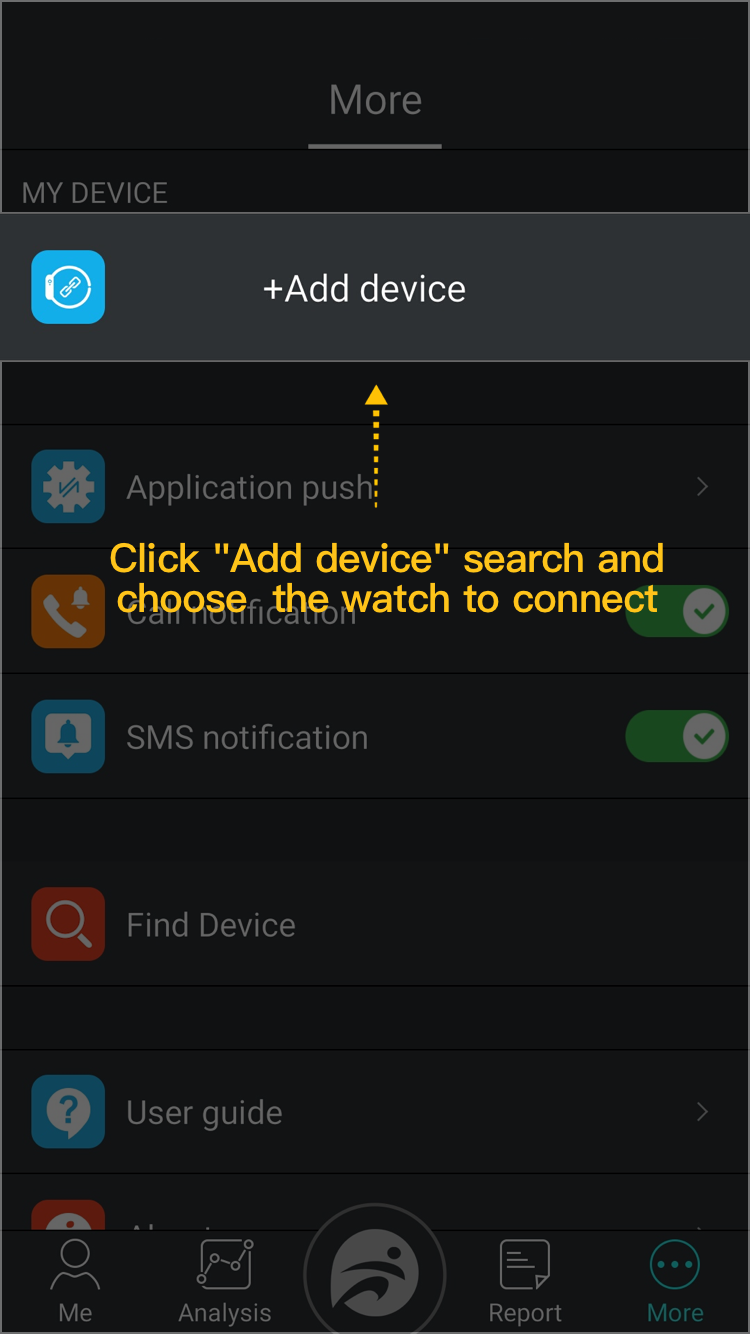 More
MY DEVICE
+Add device
Application push
Click "Add device" search and
choose the watch to connect
Call notification
SMS notification
Find Device
User guide
Me
Analysis
Report
More